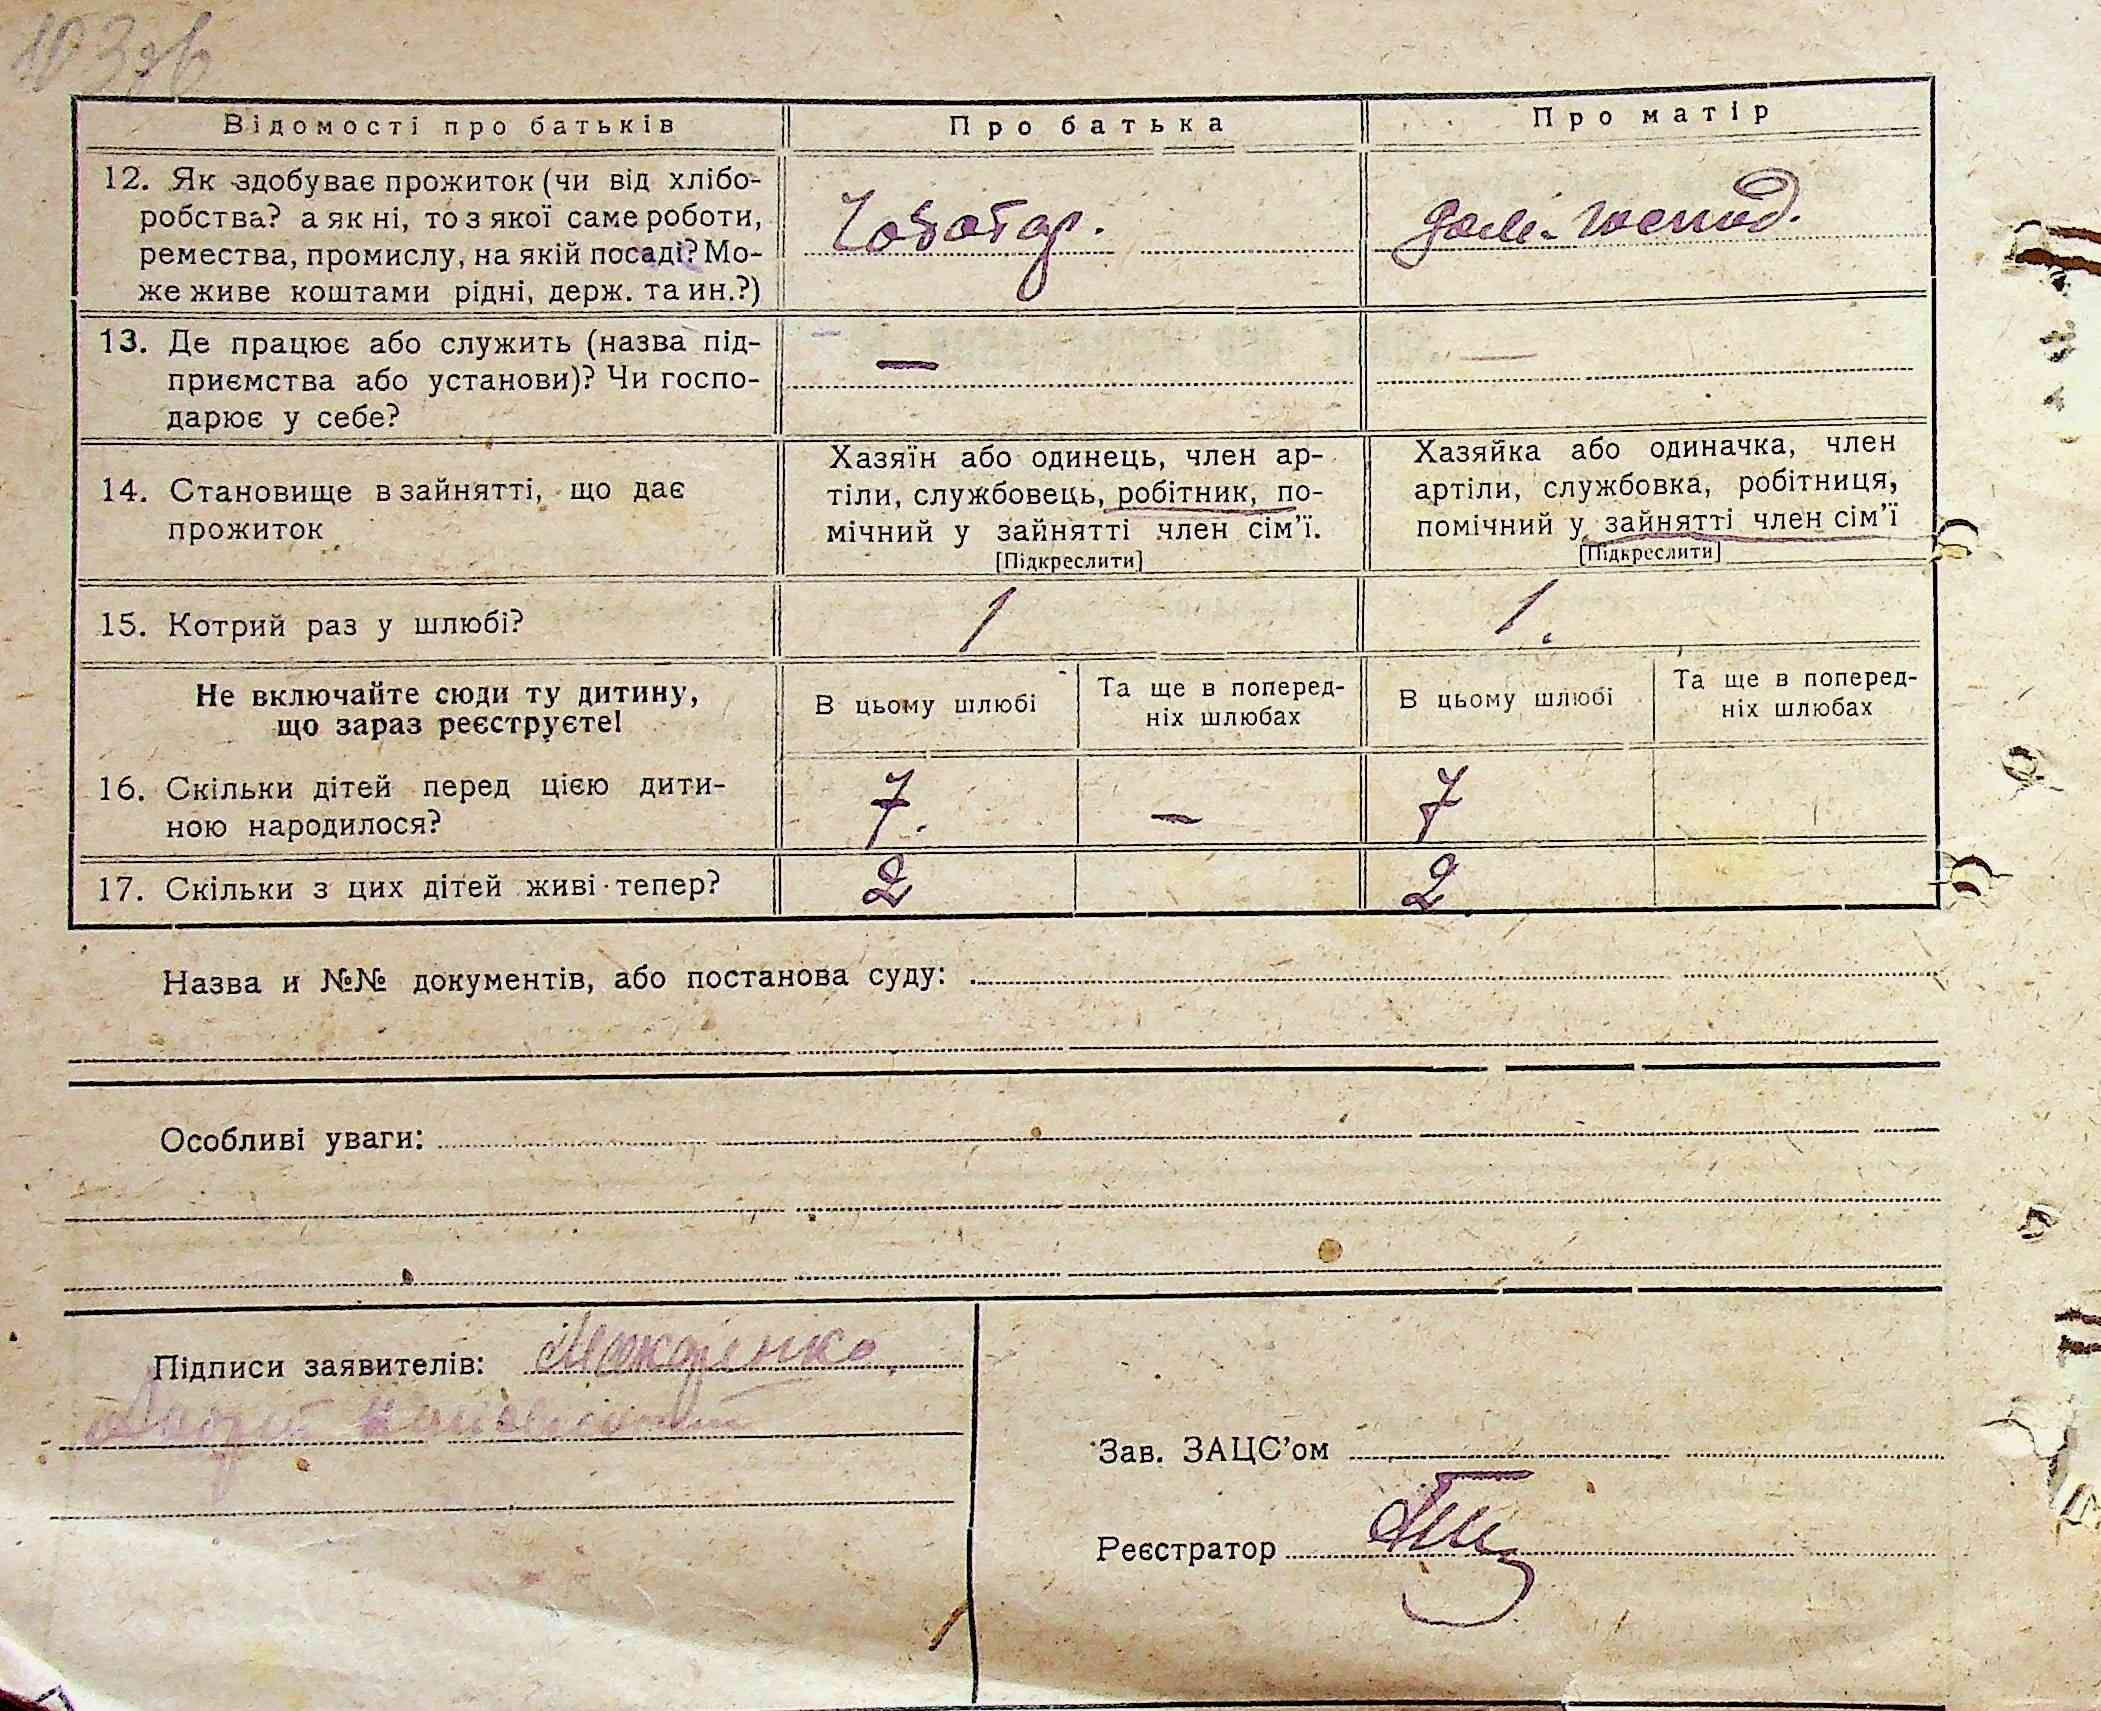 103зв
Відомості про батьків
Про батька
Про матір
12. Як здобуває прожиток (чи від хлібо-
робства? а як ні, то з якої саме роботи,
ремества, промислу, на якій посаді? Мо-
же живе коштами рідні, держ. та ин.?)
Чоботар.
дом. господ.
13. Де працює або служить (назва під-
приємства або установи)? Чи госпо-
дарює у себе?
—
—
14. Становище в зайнятті, що дає
прожиток
Хазяїн або одинець, член ар-
тіли, службовець, робітник, по-
мічний у зайнятті член сім'ї.
[Підкреслити]
Хазяйка або одиначка, член
артіли, службовка, робітниця,
помічний у зайнятті член сім'ї
[Підкреслити]
15. Котрий раз у шлюбі?
1
1.
Не включайте сюди ту дитину,
що зараз реєструєте!
В цьому шлюбі
Та ще в поперед-
ніх шлюбах
В цьому шлюбі
Та ще в поперед-
ніх шлюбах
16. Скільки дітей перед цією дити-
ною народилося?
7.
—
7
17. Скільки з цих дітей живі тепер?
2
2
Назва и №№ документів, або постанова суду:
Особливі уваги:
Підписи заявителів:
Зав. ЗАЦС'ом
Реєстратор